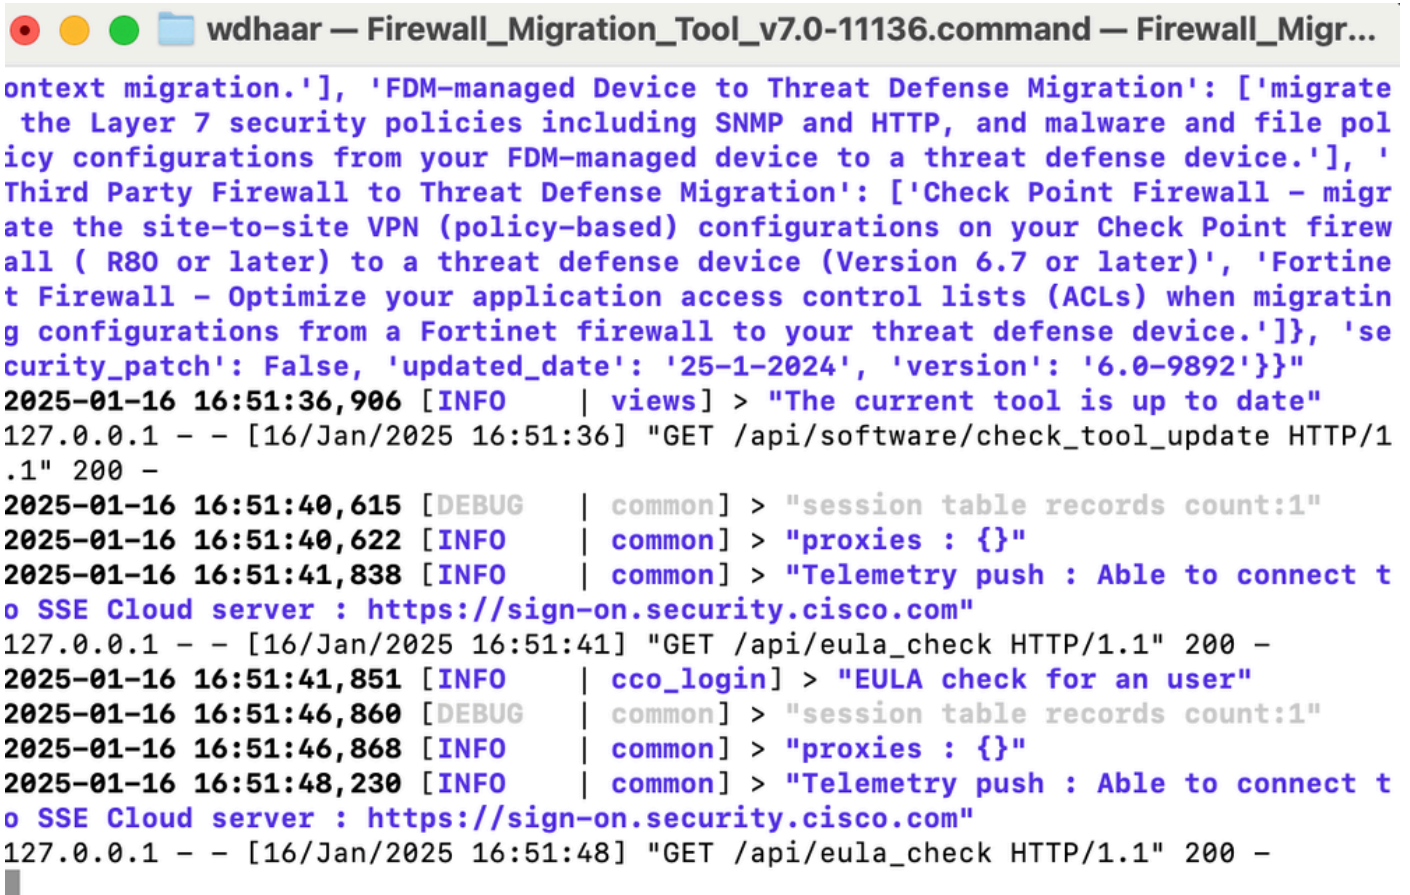 wdhaar — Firewall_Migration_Tool_v7.0-11136.command — Firewall_Migr...
ontext migration.'], 'FDM-managed Device to Threat Defense Migration': ['migrate
the Layer 7 security policies including SNMP and HTTP, and malware and file pol
icy configurations from your FDM-managed device to a threat defense device.'], '
Third Party Firewall to Threat Defense Migration': ['Check Point Firewall – migr
ate the site-to-site VPN (policy-based) configurations on your Check Point firew
all ( R80 or later) to a threat defense device (Version 6.7 or later)', 'Fortine
t Firewall – Optimize your application access control lists (ACLs) when migratin
g configurations from a Fortinet firewall to your threat defense device.']}, 'se
curity_patch': False, 'updated_date': '25-1-2024', 'version': '6.0-9892'}}"
2025-01-16 16:51:36,906 [INFO     | views] > "The current tool is up to date"
127.0.0.1 - - [16/Jan/2025 16:51:36] "GET /api/software/check_tool_update HTTP/1
.1" 200 -
2025-01-16 16:51:40,615 [DEBUG    | common] > "session table records count:1"
2025-01-16 16:51:40,622 [INFO     | common] > "proxies : {}"
2025-01-16 16:51:41,838 [INFO     | common] > "Telemetry push : Able to connect t
o SSE Cloud server : https://sign-on.security.cisco.com"
127.0.0.1 - - [16/Jan/2025 16:51:41] "GET /api/eula_check HTTP/1.1" 200 -
2025-01-16 16:51:41,851 [INFO     | cco_login] > "EULA check for an user"
2025-01-16 16:51:46,860 [DEBUG    | common] > "session table records count:1"
2025-01-16 16:51:46,868 [INFO     | common] > "proxies : {}"
2025-01-16 16:51:48,230 [INFO     | common] > "Telemetry push : Able to connect t
o SSE Cloud server : https://sign-on.security.cisco.com"
127.0.0.1 - - [16/Jan/2025 16:51:48] "GET /api/eula_check HTTP/1.1" 200 -